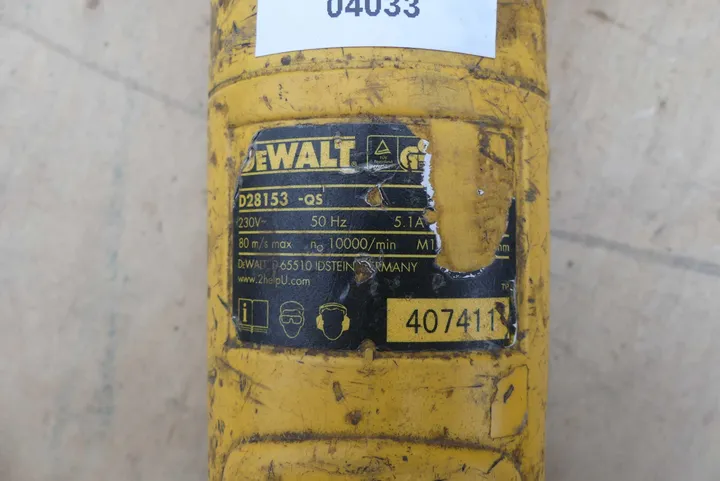 04033
DEWALT
D28153 -QS
230V~ 50 Hz 5.1A
80 m/s max n 10000/min M1 mm
DEWALT, D-65510 IDSTEIN, GERMANY
www.2helpU.com
i
407411